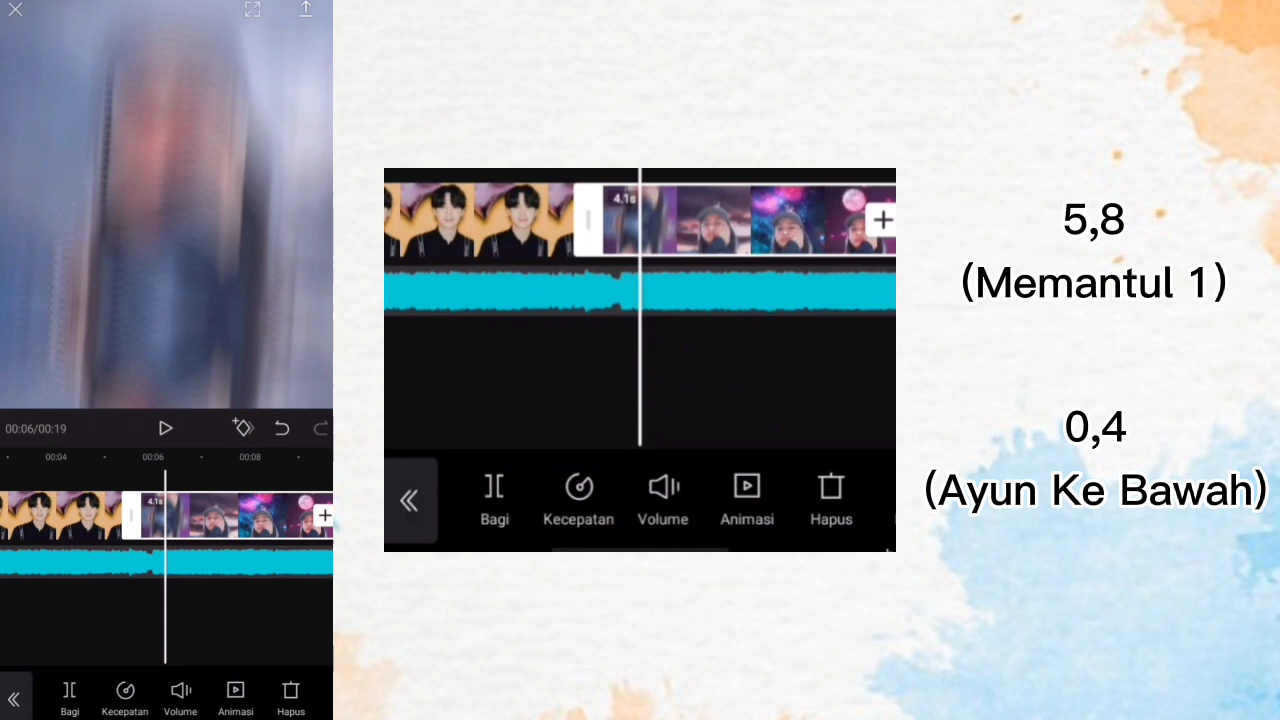 00:06/00:19
00:04
00:06
00:08
4.1s
Bagi
Kecepatan
Volume
Animasi
Hapus
4.1s
Bagi
Kecepatan
Volume
Animasi
Hapus
5,8
(Memantul 1)
0,4
(Ayun Ke Bawah)